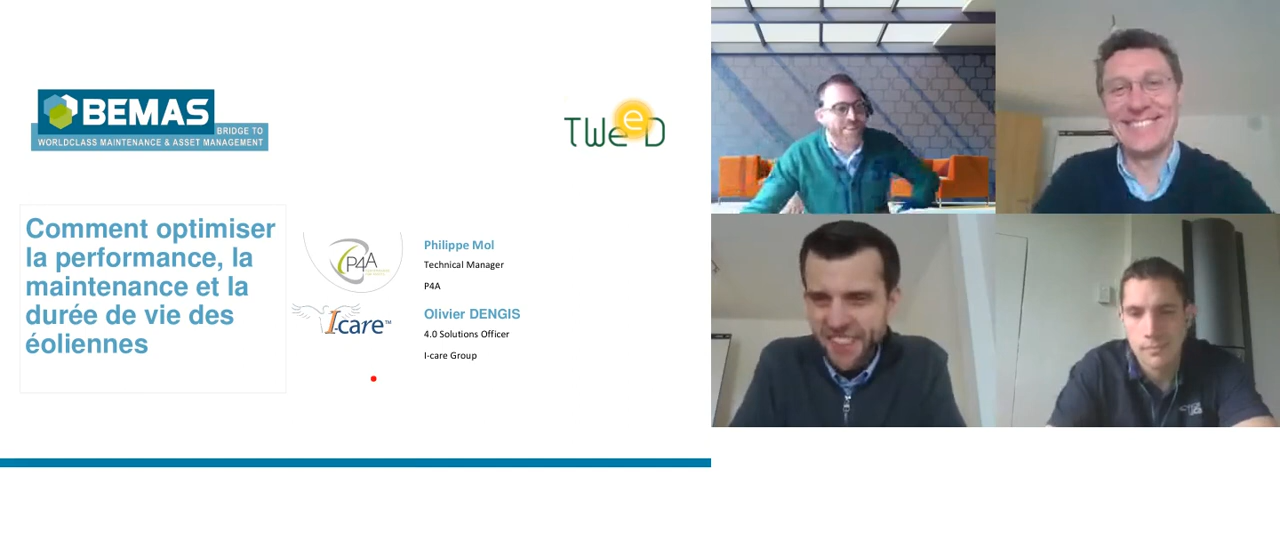 BEMAS
BRIDGE TO
WORLDCLASS MAINTENANCE & ASSET MANAGEMENT
TWeeD
Comment optimiser
la performance, la
maintenance et la
durée de vie des
éoliennes
P4A
Philippe Mol
Technical Manager
P4A
I-care™
Olivier DENGIS
4.0 Solutions Officer
I-care Group